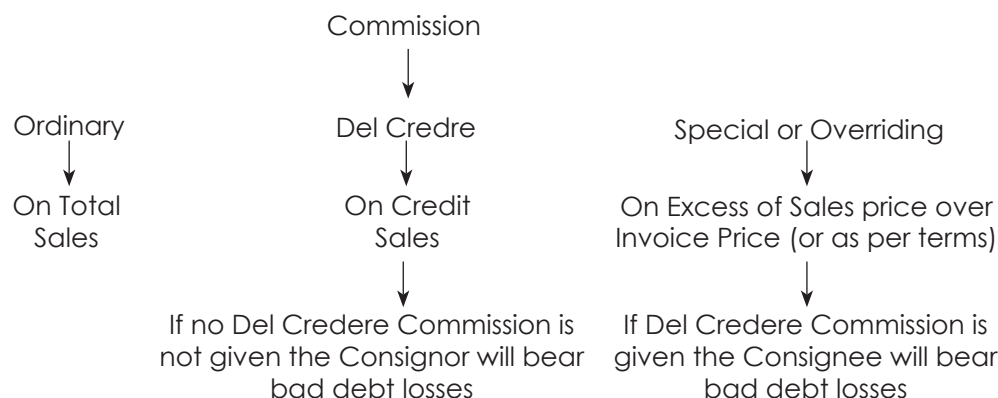 Commission
Ordinary
Del Credre
Special or Overriding
On Total
Sales
On Credit
Sales
On Excess of Sales price over
Invoice Price (or as per terms)
If no Del Credere Commission is
not given the Consignor will bear
bad debt losses
If Del Credere Commission is
given the Consignee will bear
bad debt losses